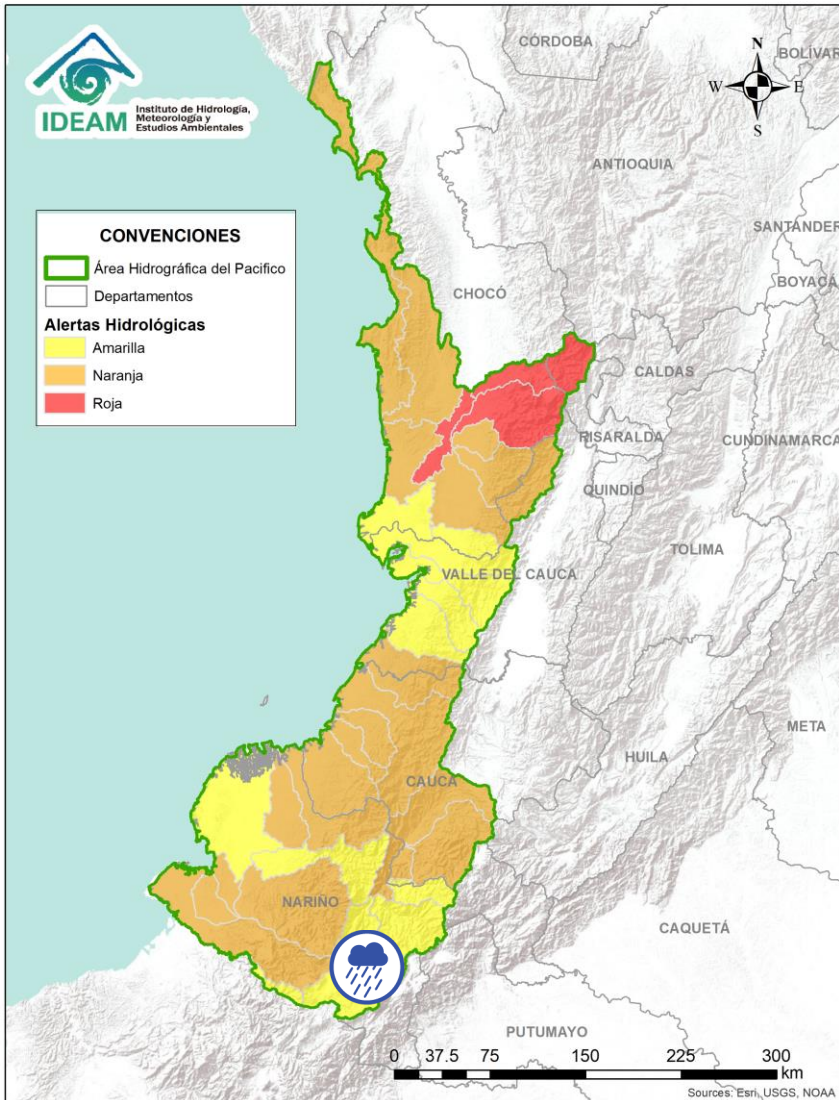 IDEAM
Instituto de Hidrología,
Meteorología y
Estudios Ambientales
CÓRDOBA
BOLÍVAR
N
W
E
S
ANTIOQUIA
SANTANDER
BOYACÁ
CONVENCIONES
Área Hidrográfica del Pacifico
Departamentos
Alertas Hidrológicas
Amarilla
Naranja
Roja
CHOCÓ
CALDAS
RISARALDA
CUNDINAMARCA
QUINDÍO
TOLIMA
VALLE DEL CAUCA
META
HUILA
CAUCA
NARIÑO
CAQUETÁ
PUTUMAYO
0 37.5 75 150 225 300
km
Sources: Esri, USGS, NOAA